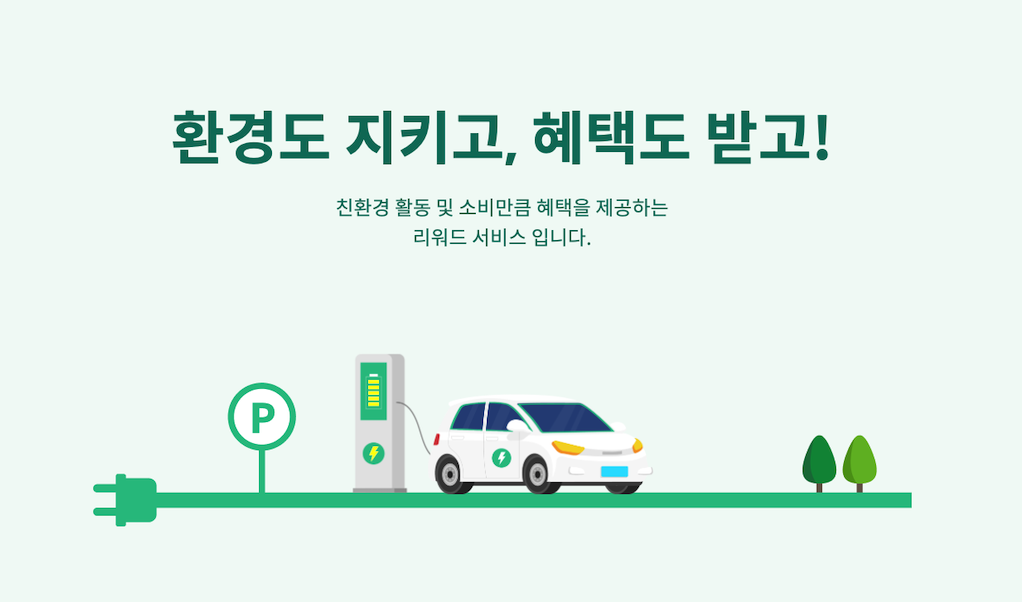 환경도 지키고, 혜택도 받고!
친환경 활동 및 소비만큼 혜택을 제공하는
리워드 서비스 입니다.
P